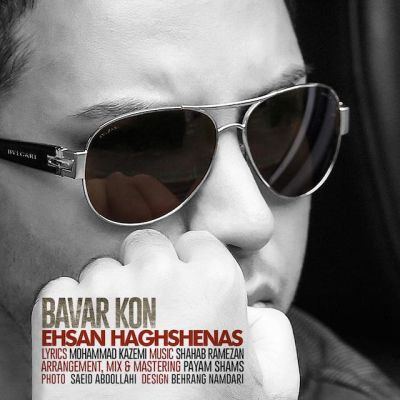 BVLGARI
BAVAR KON
EHSAN HAGHSHENAS
LYRICS MOHAMMAD KAZEMI MUSIC SHAHAB RAMEZAN
ARRANGEMENT, MIX & MASTERING PAYAM SHAMS
PHOTO SAEID ABDOLLAHI DESIGN BEHRANG NAMDARI